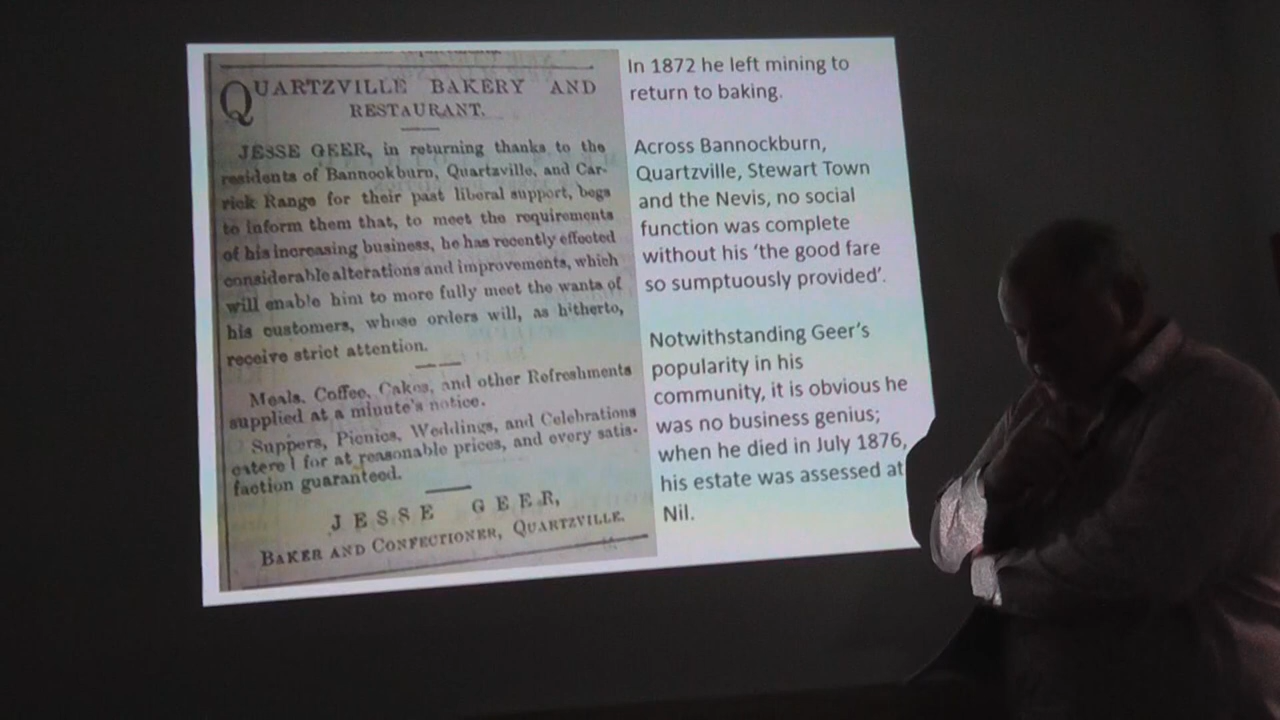 QUARTZVILLE BAKERY AND
RESTAURANT.
JESSE GEER, in returning thanks to the
residents of Bannockburn, Quartzville, and Car-
rick Range for their past liberal support, begs
to inform them that, to meet the requirements
of his increasing business, he has recently effected
considerable alterations and improvements, which
will enable him to more fully meet the wants of
his customers, whose orders will, as hitherto,
receive strict attention.
Meals, Coffee, Cakes, and other Refreshments
supplied at a minute's notice.
Suppers, Picnics, Weddings, and Celebrations
catere l for at reasonable prices, and every satis-
faction guaranteed.
JESSE GEER,
BAKER AND CONFECTIONER, QUARTZVILLE.
In 1872 he left mining to
return to baking.
Across Bannockburn,
Quartzville, Stewart Town
and the Nevis, no social
function was complete
without his ‘the good fare
so sumptuously provided’.
Notwithstanding Geer’s
popularity in his
community, it is obvious he
was no business genius;
when he died in July 1876,
his estate was assessed at
Nil.